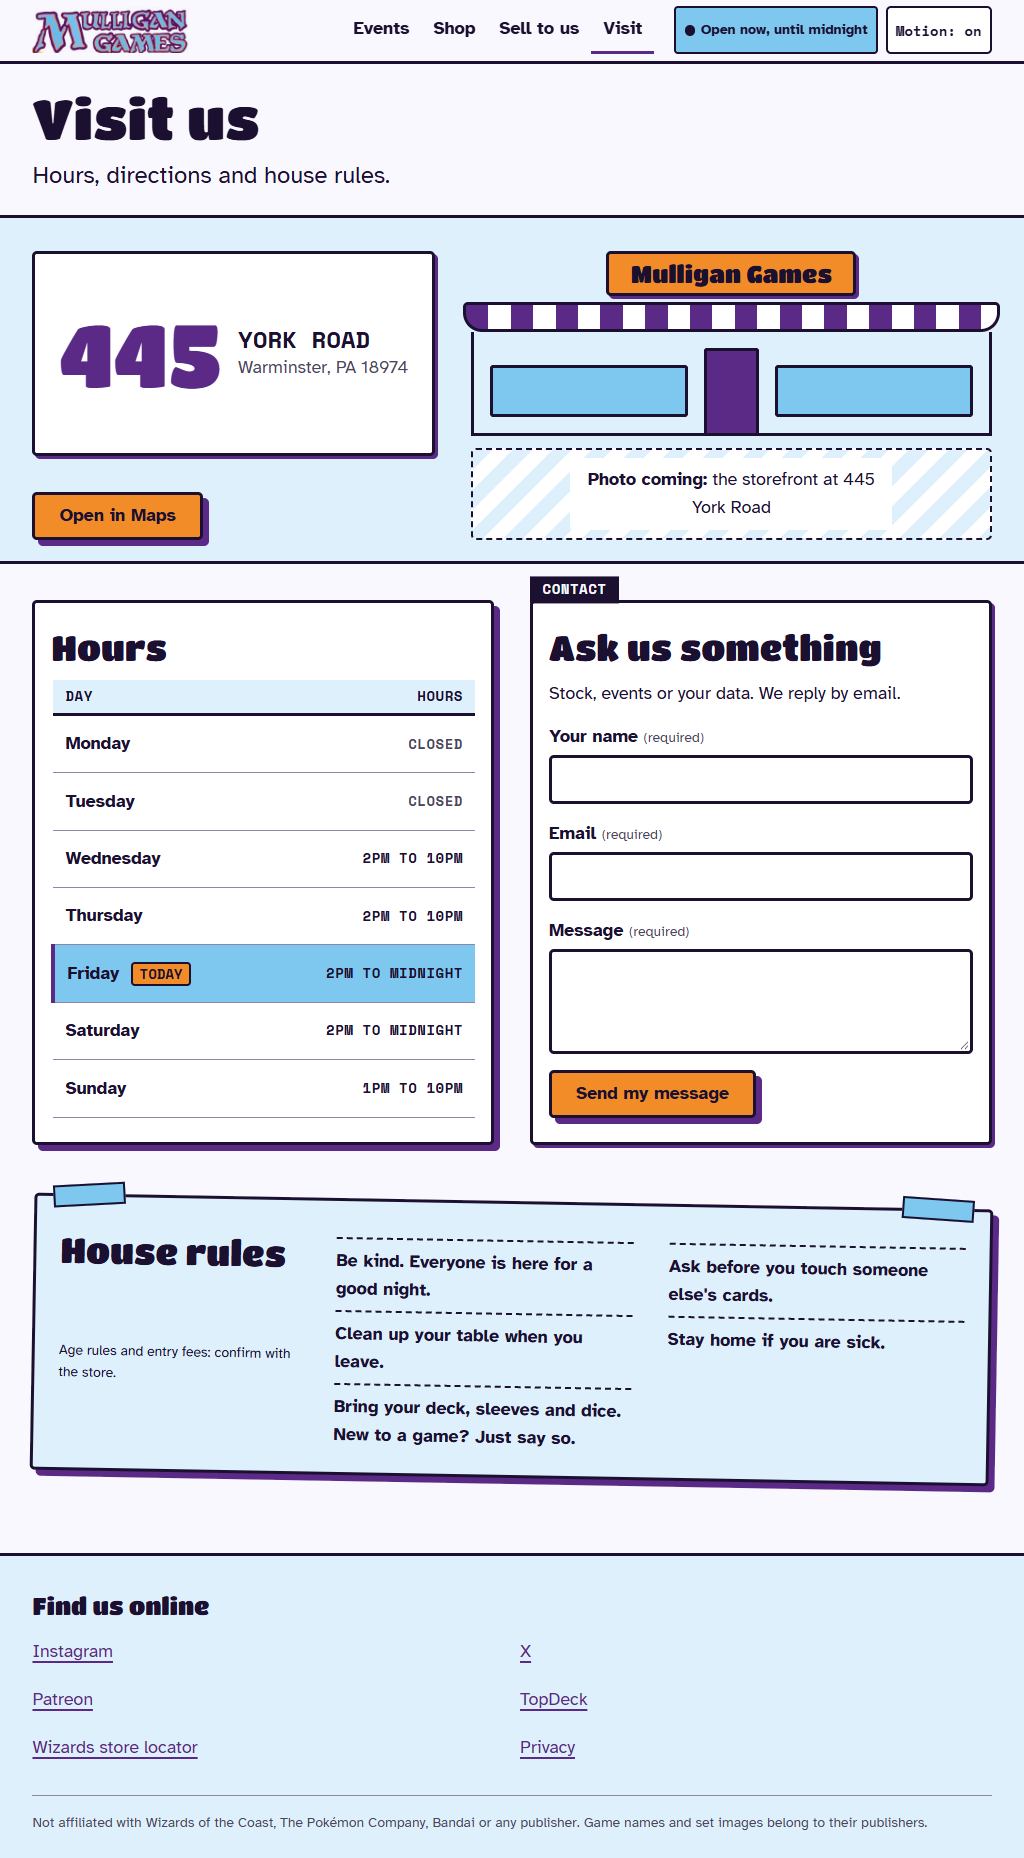 MULLIGAN GAMES
Events Shop Sell to us Visit
Open now, until midnight
Motion: on
Visit us
Hours, directions and house rules.
445
YORK ROAD
Warminster, PA 18974
Open in Maps
Mulligan Games
Photo coming: the storefront at 445
York Road
Hours
DAY HOURS
Monday CLOSED
Tuesday CLOSED
Wednesday 2PM TO 10PM
Thursday 2PM TO 10PM
Friday TODAY 2PM TO MIDNIGHT
Saturday 2PM TO MIDNIGHT
Sunday 1PM TO 10PM
CONTACT
Ask us something
Stock, events or your data. We reply by email.
Your name (required)
Email (required)
Message (required)
Send my message
House rules
Age rules and entry fees: confirm with
the store.
Be kind. Everyone is here for a
good night.
Clean up your table when you
leave.
Bring your deck, sleeves and dice.
New to a game? Just say so.
Ask before you touch someone
else's cards.
Stay home if you are sick.
Find us online
Instagram
X
Patreon
TopDeck
Wizards store locator
Privacy
Not affiliated with Wizards of the Coast, The Pokémon Company, Bandai or any publisher. Game names and set images belong to their publishers.